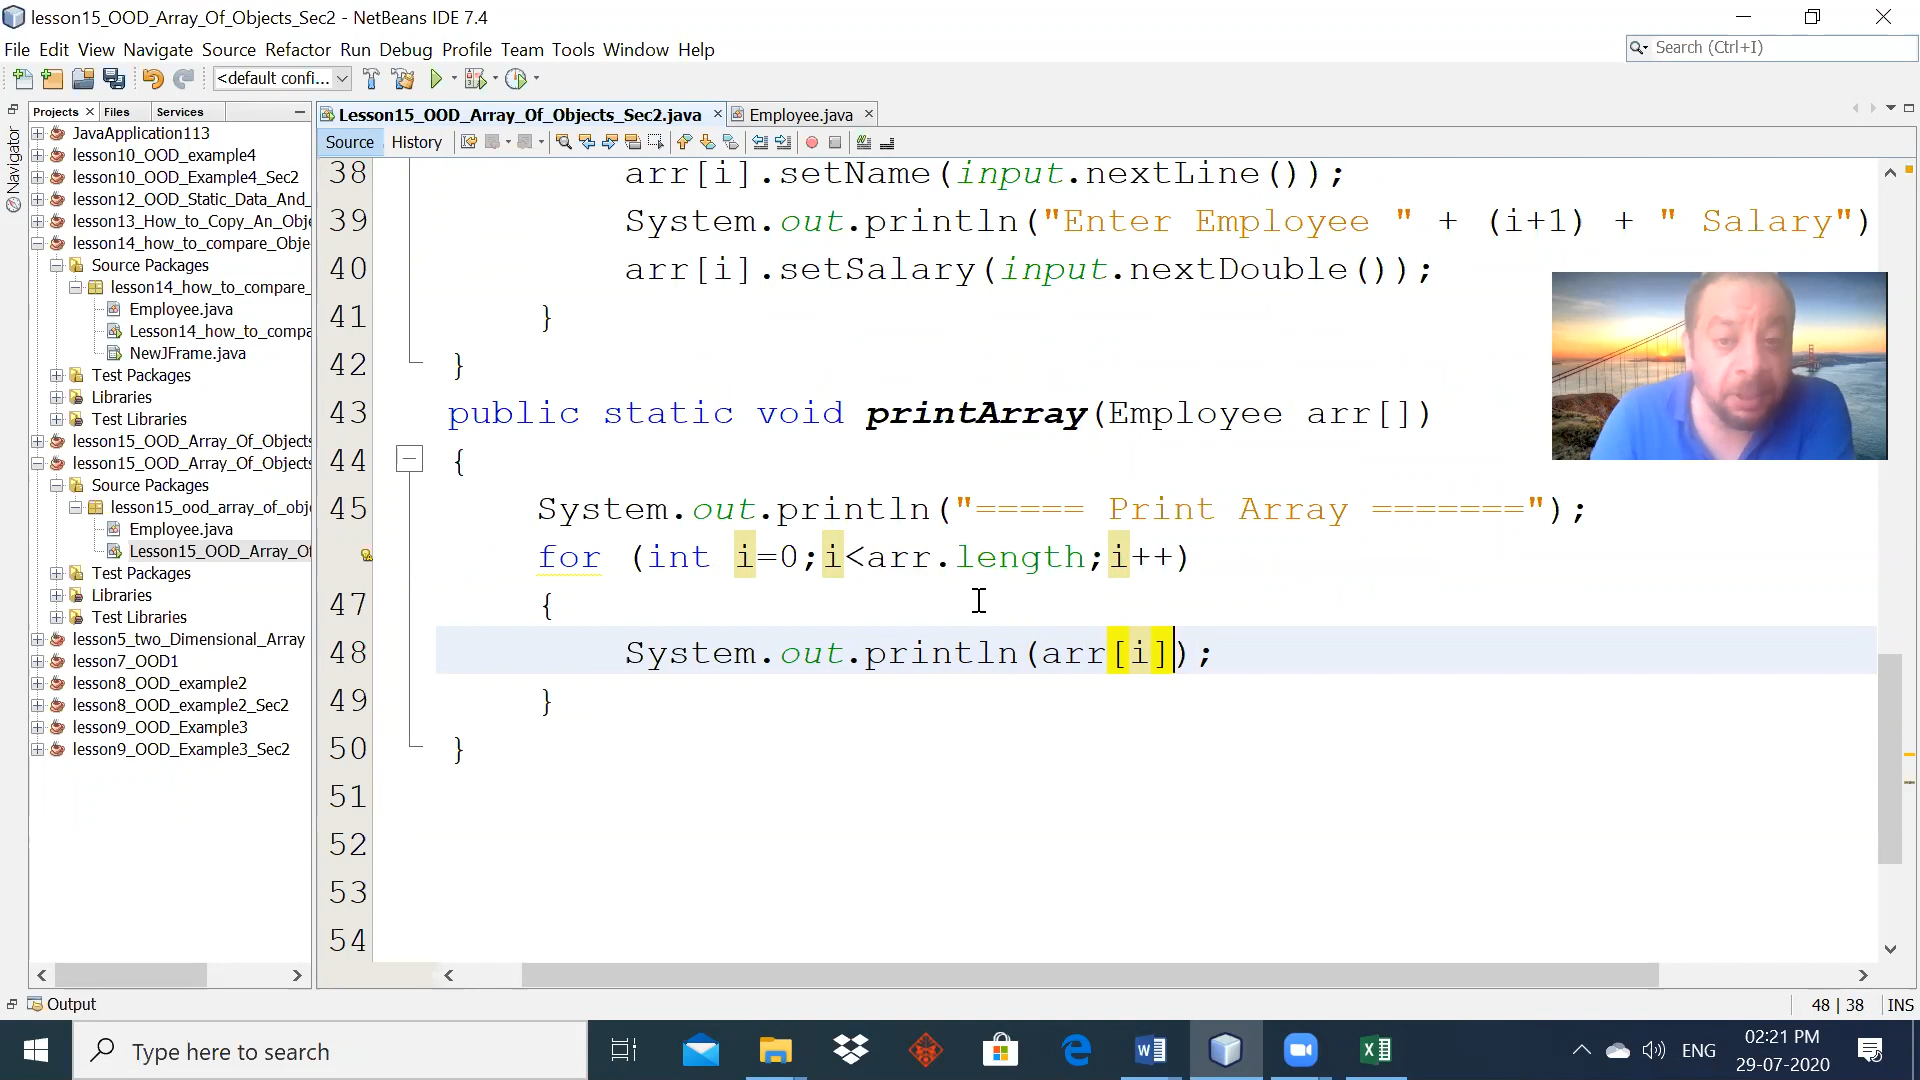 lesson15_OOD_Array_Of_Objects_Sec2 - NetBeans IDE 7.4
File Edit View Navigate Source Refactor Run Debug Profile Team Tools Window Help
Search (Ctrl+I)
<default confi...
Projects Files Services
Navigator
JavaApplication113
lesson10_OOD_example4
lesson10_OOD_Example4_Sec2
lesson12_OOD_Static_Data_And_
lesson13_How_to_Copy_An_Obje
lesson14_how_to_compare_Obje
Source Packages
lesson14_how_to_compare_
Employee.java
Lesson14_how_to_compa
NewJFrame.java
Test Packages
Libraries
Test Libraries
lesson15_OOD_Array_Of_Objects
lesson15_OOD_Array_Of_Objects
Source Packages
lesson15_ood_array_of_obj
Employee.java
Lesson15_OOD_Array_Of
Test Packages
Libraries
Test Libraries
lesson5_two_Dimensional_Array
lesson7_OOD1
lesson8_OOD_example2
lesson8_OOD_example2_Sec2
lesson9_OOD_Example3
lesson9_OOD_Example3_Sec2
Lesson15_OOD_Array_Of_Objects_Sec2.java Employee.java
Source History
38 arr[i].setName(input.nextLine());
39 System.out.println("Enter Employee " + (i+1) + " Salary")
40 arr[i].setSalary(input.nextDouble());
41 }
42 }
43 public static void printArray(Employee arr[])
44 {
45 System.out.println("===== Print Array =======");
for (int i=0;i<arr.length;i++)
47 {
48 System.out.println(arr[i]);
49 }
50 }
51
52
53
54
Output
48 | 38 INS
Type here to search
ENG
02:21 PM
29-07-2020